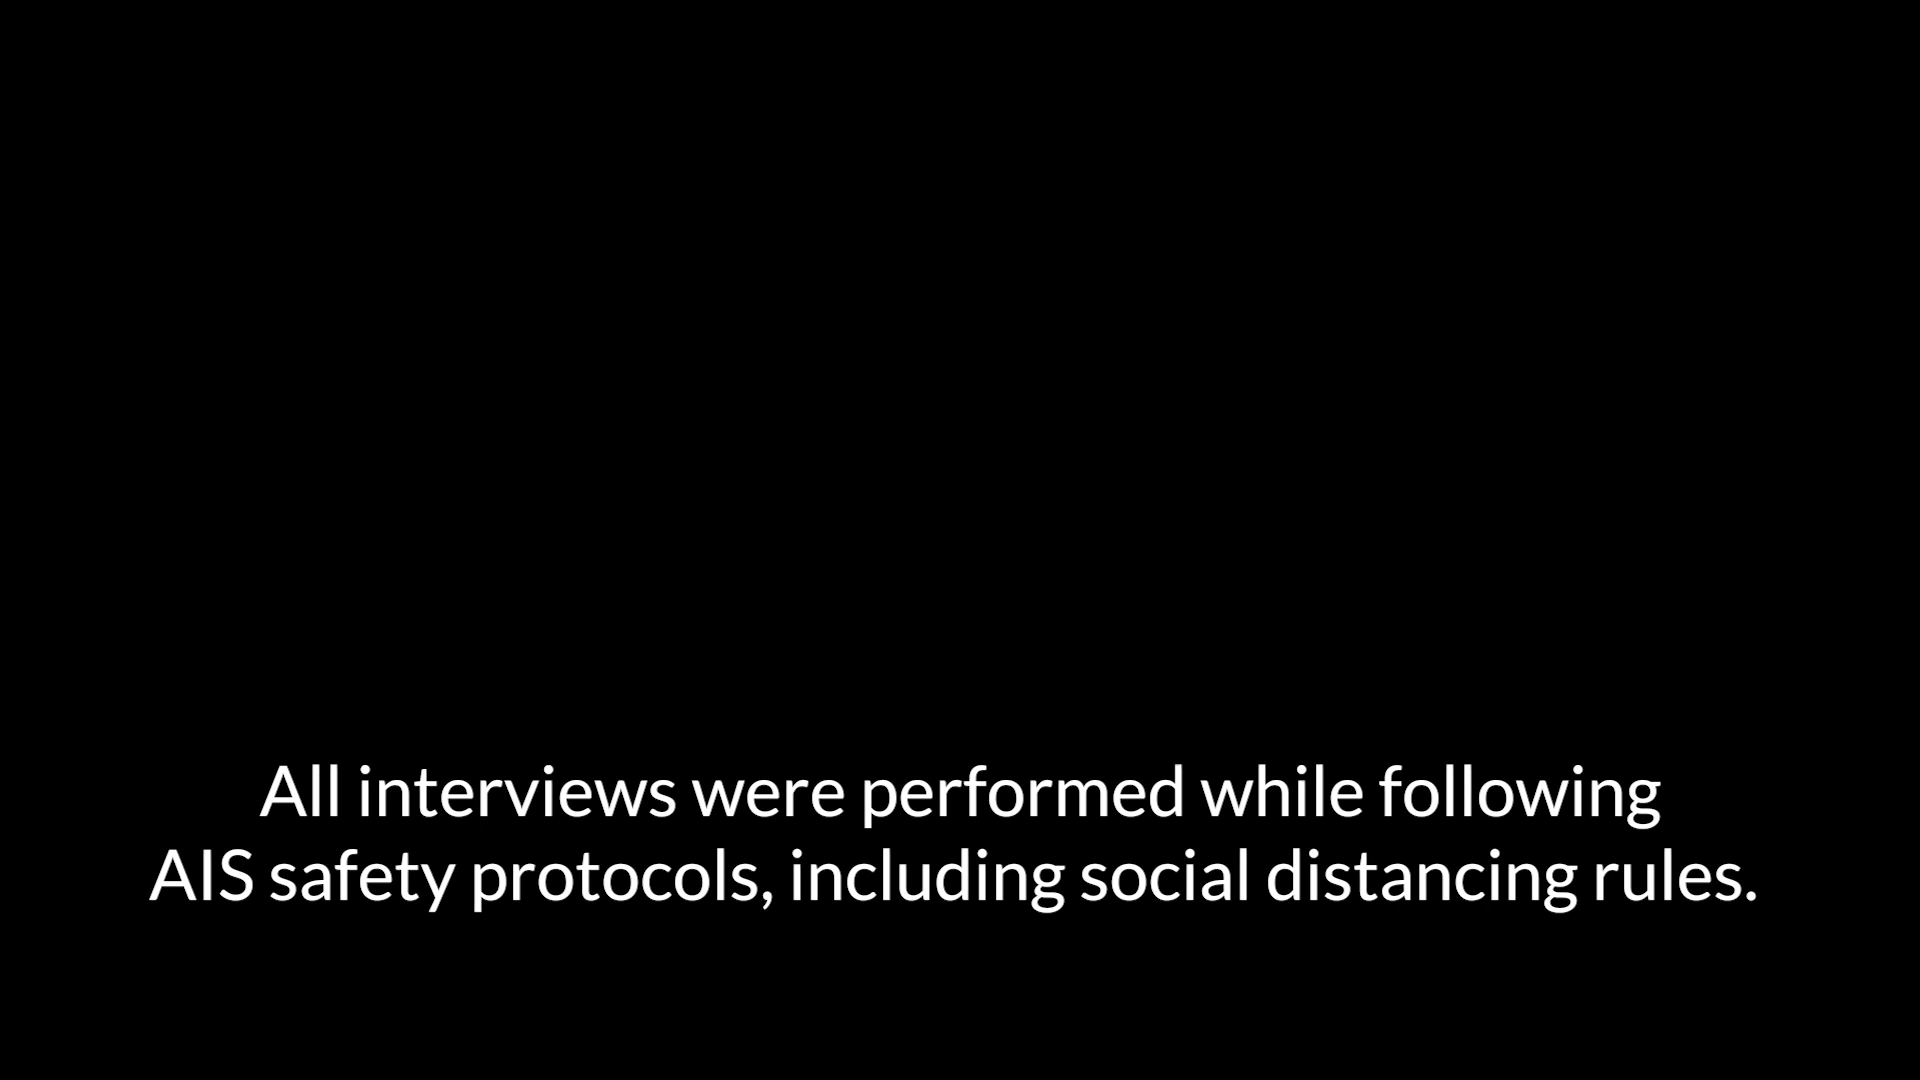 All interviews were performed while following
AIS safety protocols, including social distancing rules.